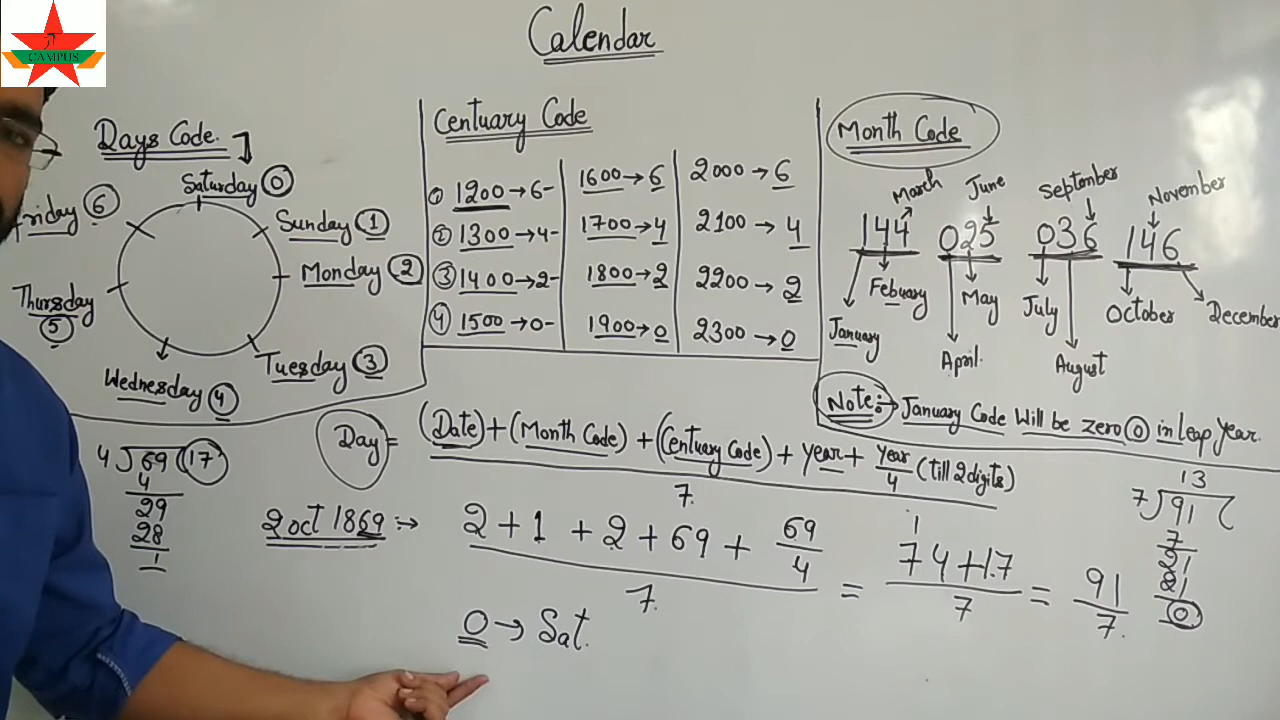 CAMPUS
Calendar
Days Code
Saturday 0
Sunday 1
Monday 2
Tuesday 3
Wednesday 4
Thursday
5
Friday 6
Centuary Code
① 1200 → 6-
② 1300 → 4-
③ 1400 → 2-
④ 1500 → 0-
1600 → 6
1700 → 4
1800 → 2
1900 → 0
2000 → 6
2100 → 4
2200 → 2
2300 → 0
Month Code
March June September November
144 025 036 146
Febuary May July October December
January April August
Note:→ January Code Will be zero 0 in leap year.
Day = (Date) + (Month Code) + (Centuary Code) + year + year/4 (till 2 digits)
7
4 69 17
4
29
28
1
2 oct 1869 :→
2 + 1 + 2 + 69 + 69/4
7
= 74+17
7
= 91
7
1
13
7 91
7
21
21
0
0 → Sat.